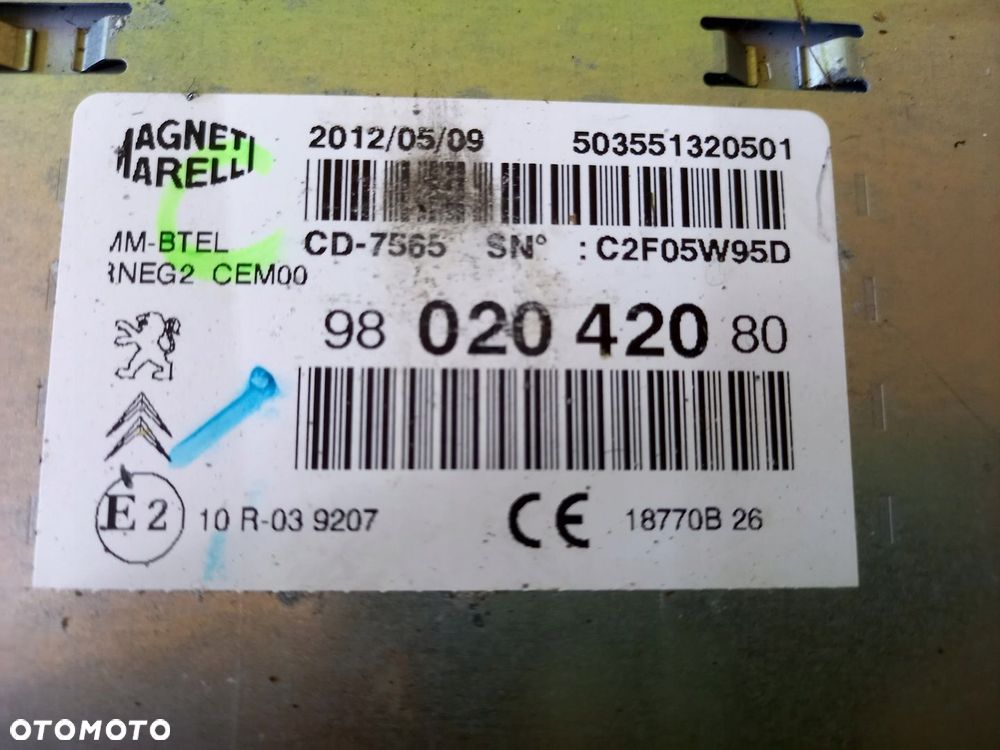 MAGNETI
MARELLI
2012/05/09 503551320501
MM-BTEL CD-7565 SN° : C2F05W95D
RNEG2 CEM00
98 020 420 80
E2 10 R-03 9207 CE 18770B 26
OTOMOTO